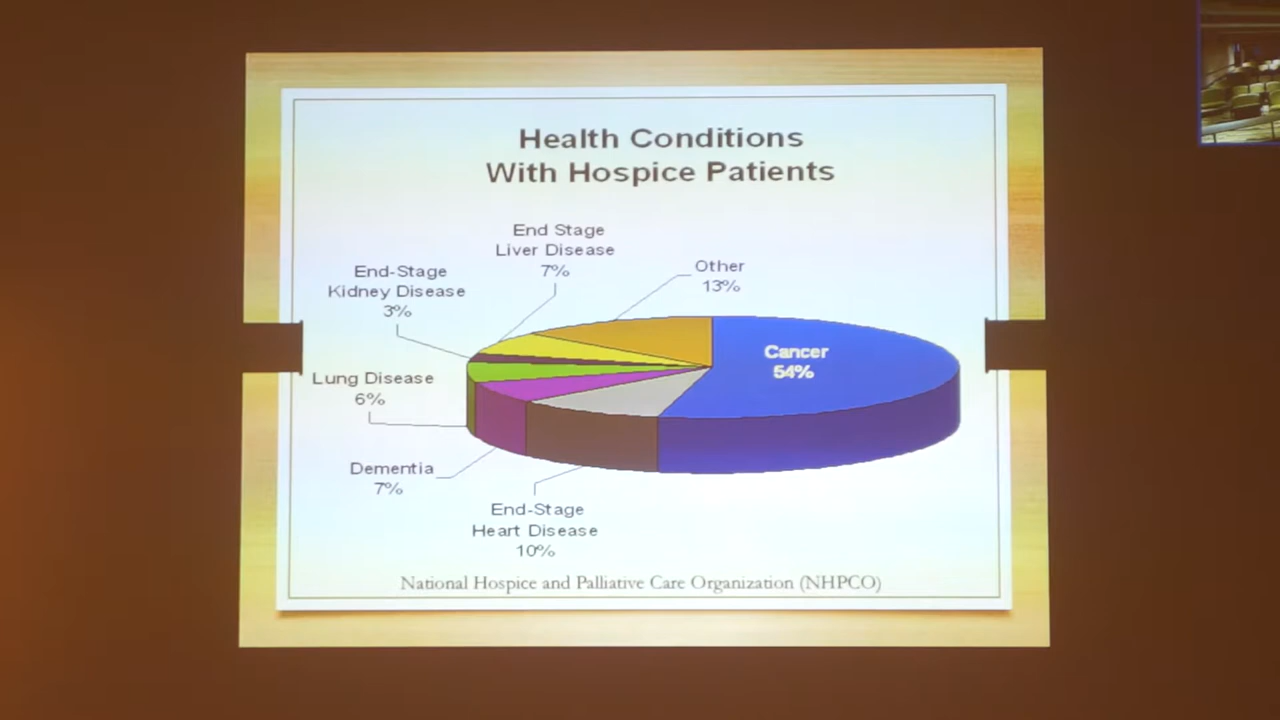 Health Conditions
With Hospice Patients
End Stage
Liver Disease
7%
Other
13%
End-Stage
Kidney Disease
3%
Cancer
54%
Lung Disease
6%
Dementia
7%
End-Stage
Heart Disease
10%
National Hospice and Palliative Care Organization (NHPCO)